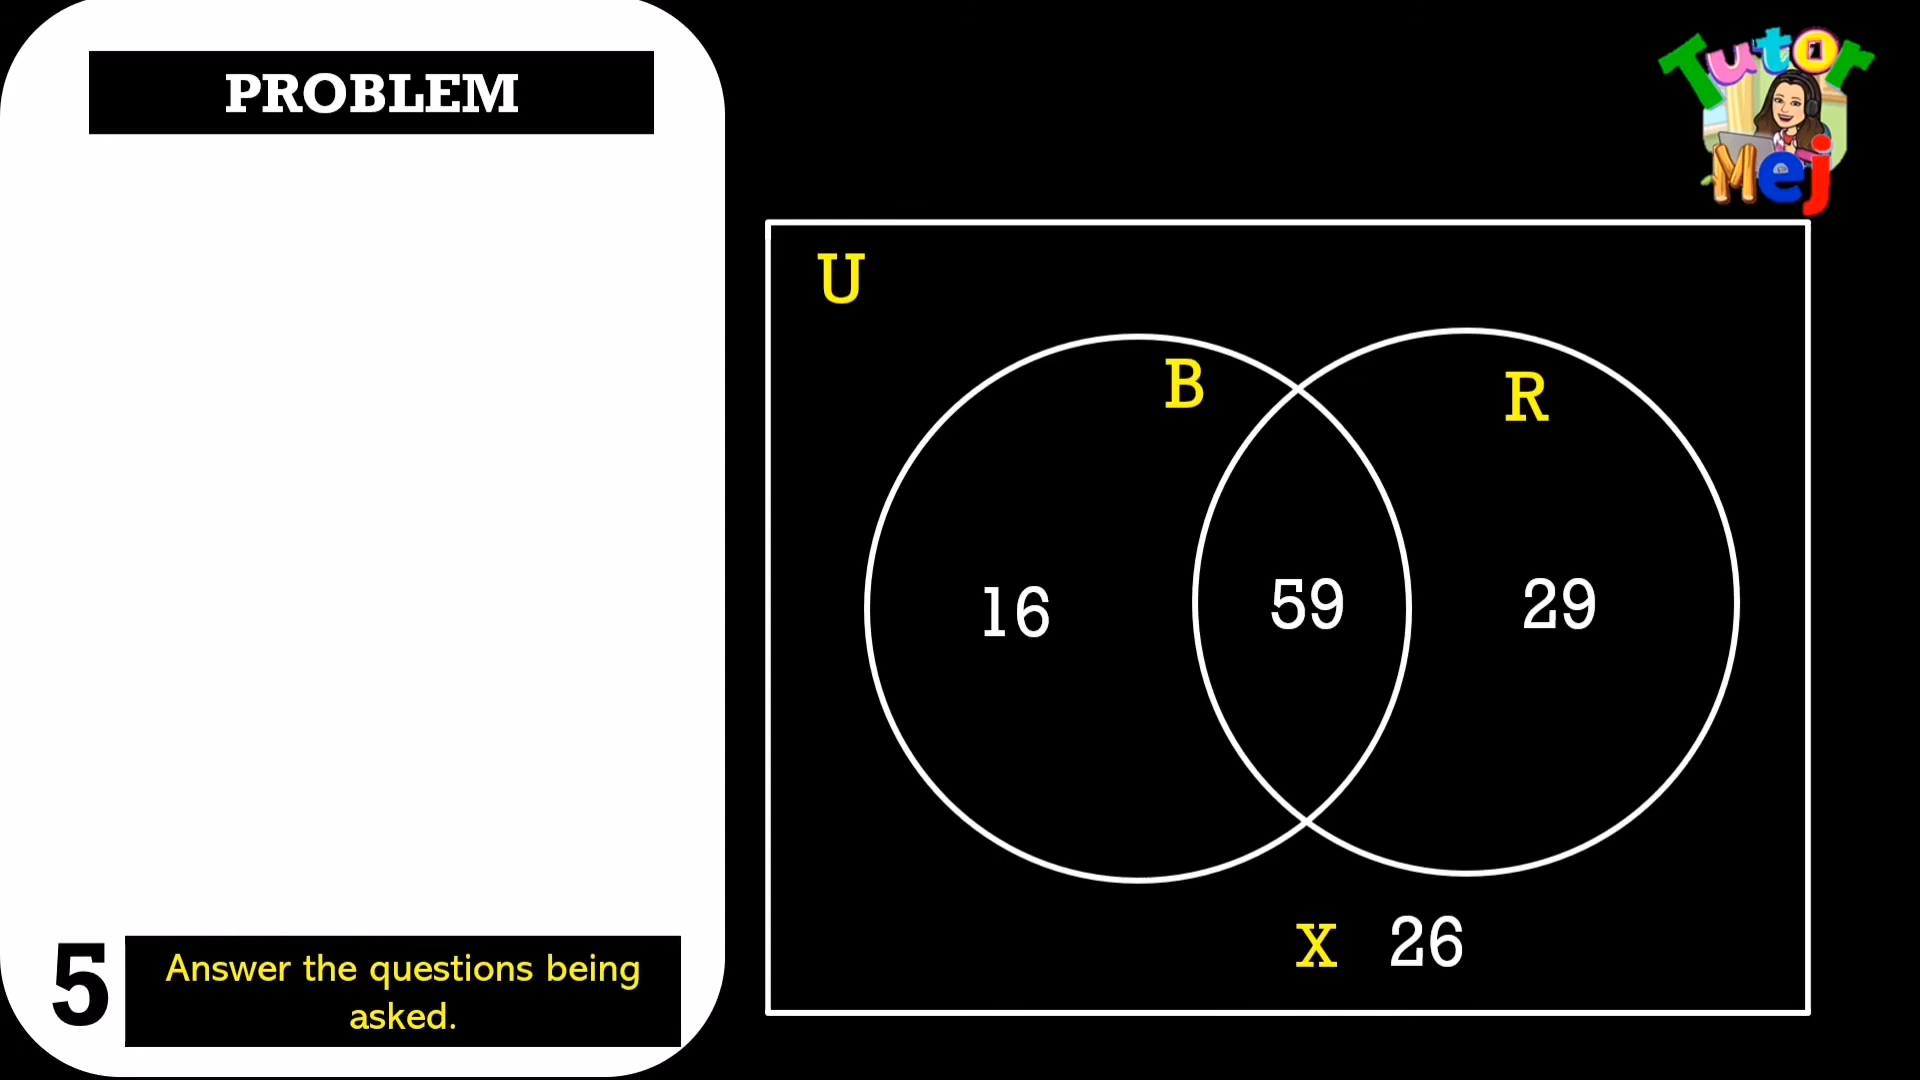 PROBLEM
Tutor
Mej
U
B
R
16
59
29
X 26
5
Answer the questions being
asked.